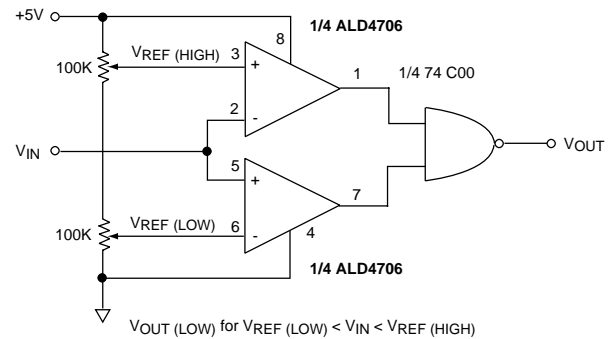 +5V
1/4 ALD4706
8
VREF (HIGH)
3
+
100K
1
1/4 74 C00
2
-
VIN
VOUT
5
+
7
VREF (LOW)
6
-
100K
4
1/4 ALD4706
VOUT (LOW) for VREF (LOW) < VIN < VREF (HIGH)